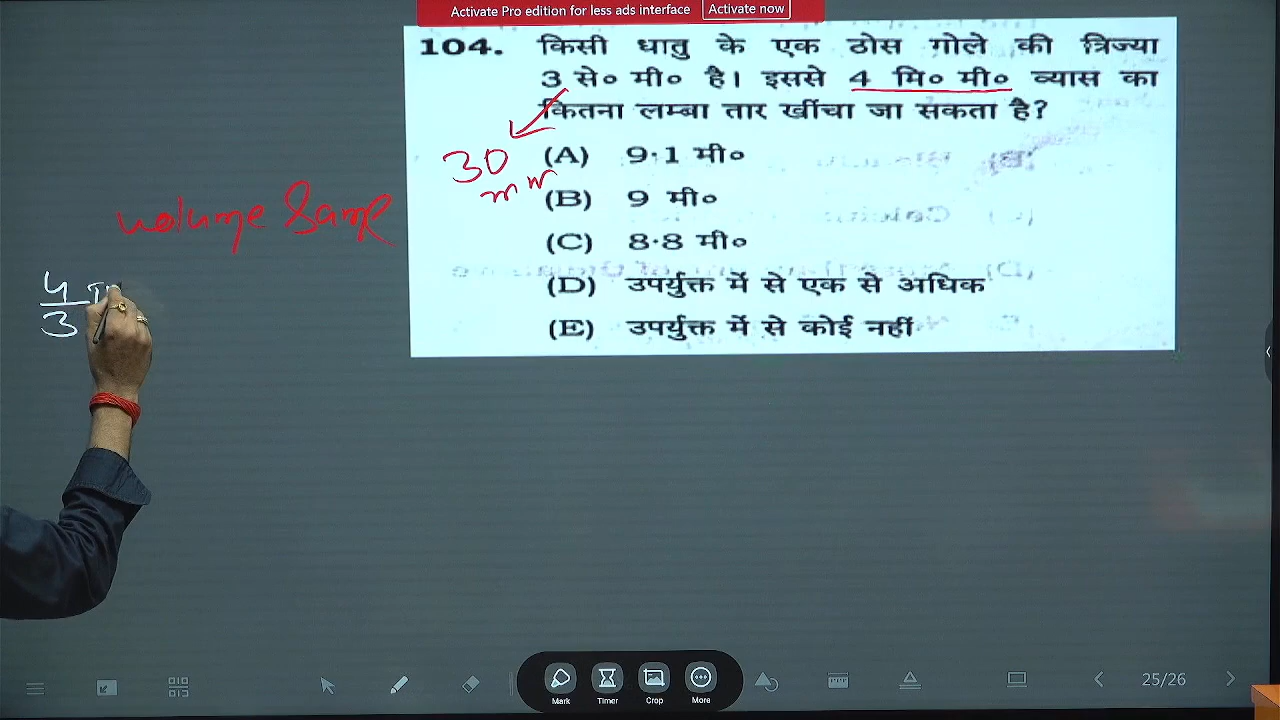 Activate Pro edition for less ads interface Activate now
104. किसी धातु के एक ठोस गोले की त्रिज्या
3 से० मी० है। इससे 4 मि० मी० व्यास का
कितना लम्बा तार खींचा जा सकता है?
30 mm
(A) 9·1 मी०
(B) 9 मी०
(C) 8·8 मी०
(D) उपर्युक्त में से एक से अधिक
(E) उपर्युक्त में से कोई नहीं
volume Same
4
3
Mark Timer Crop More
25/26